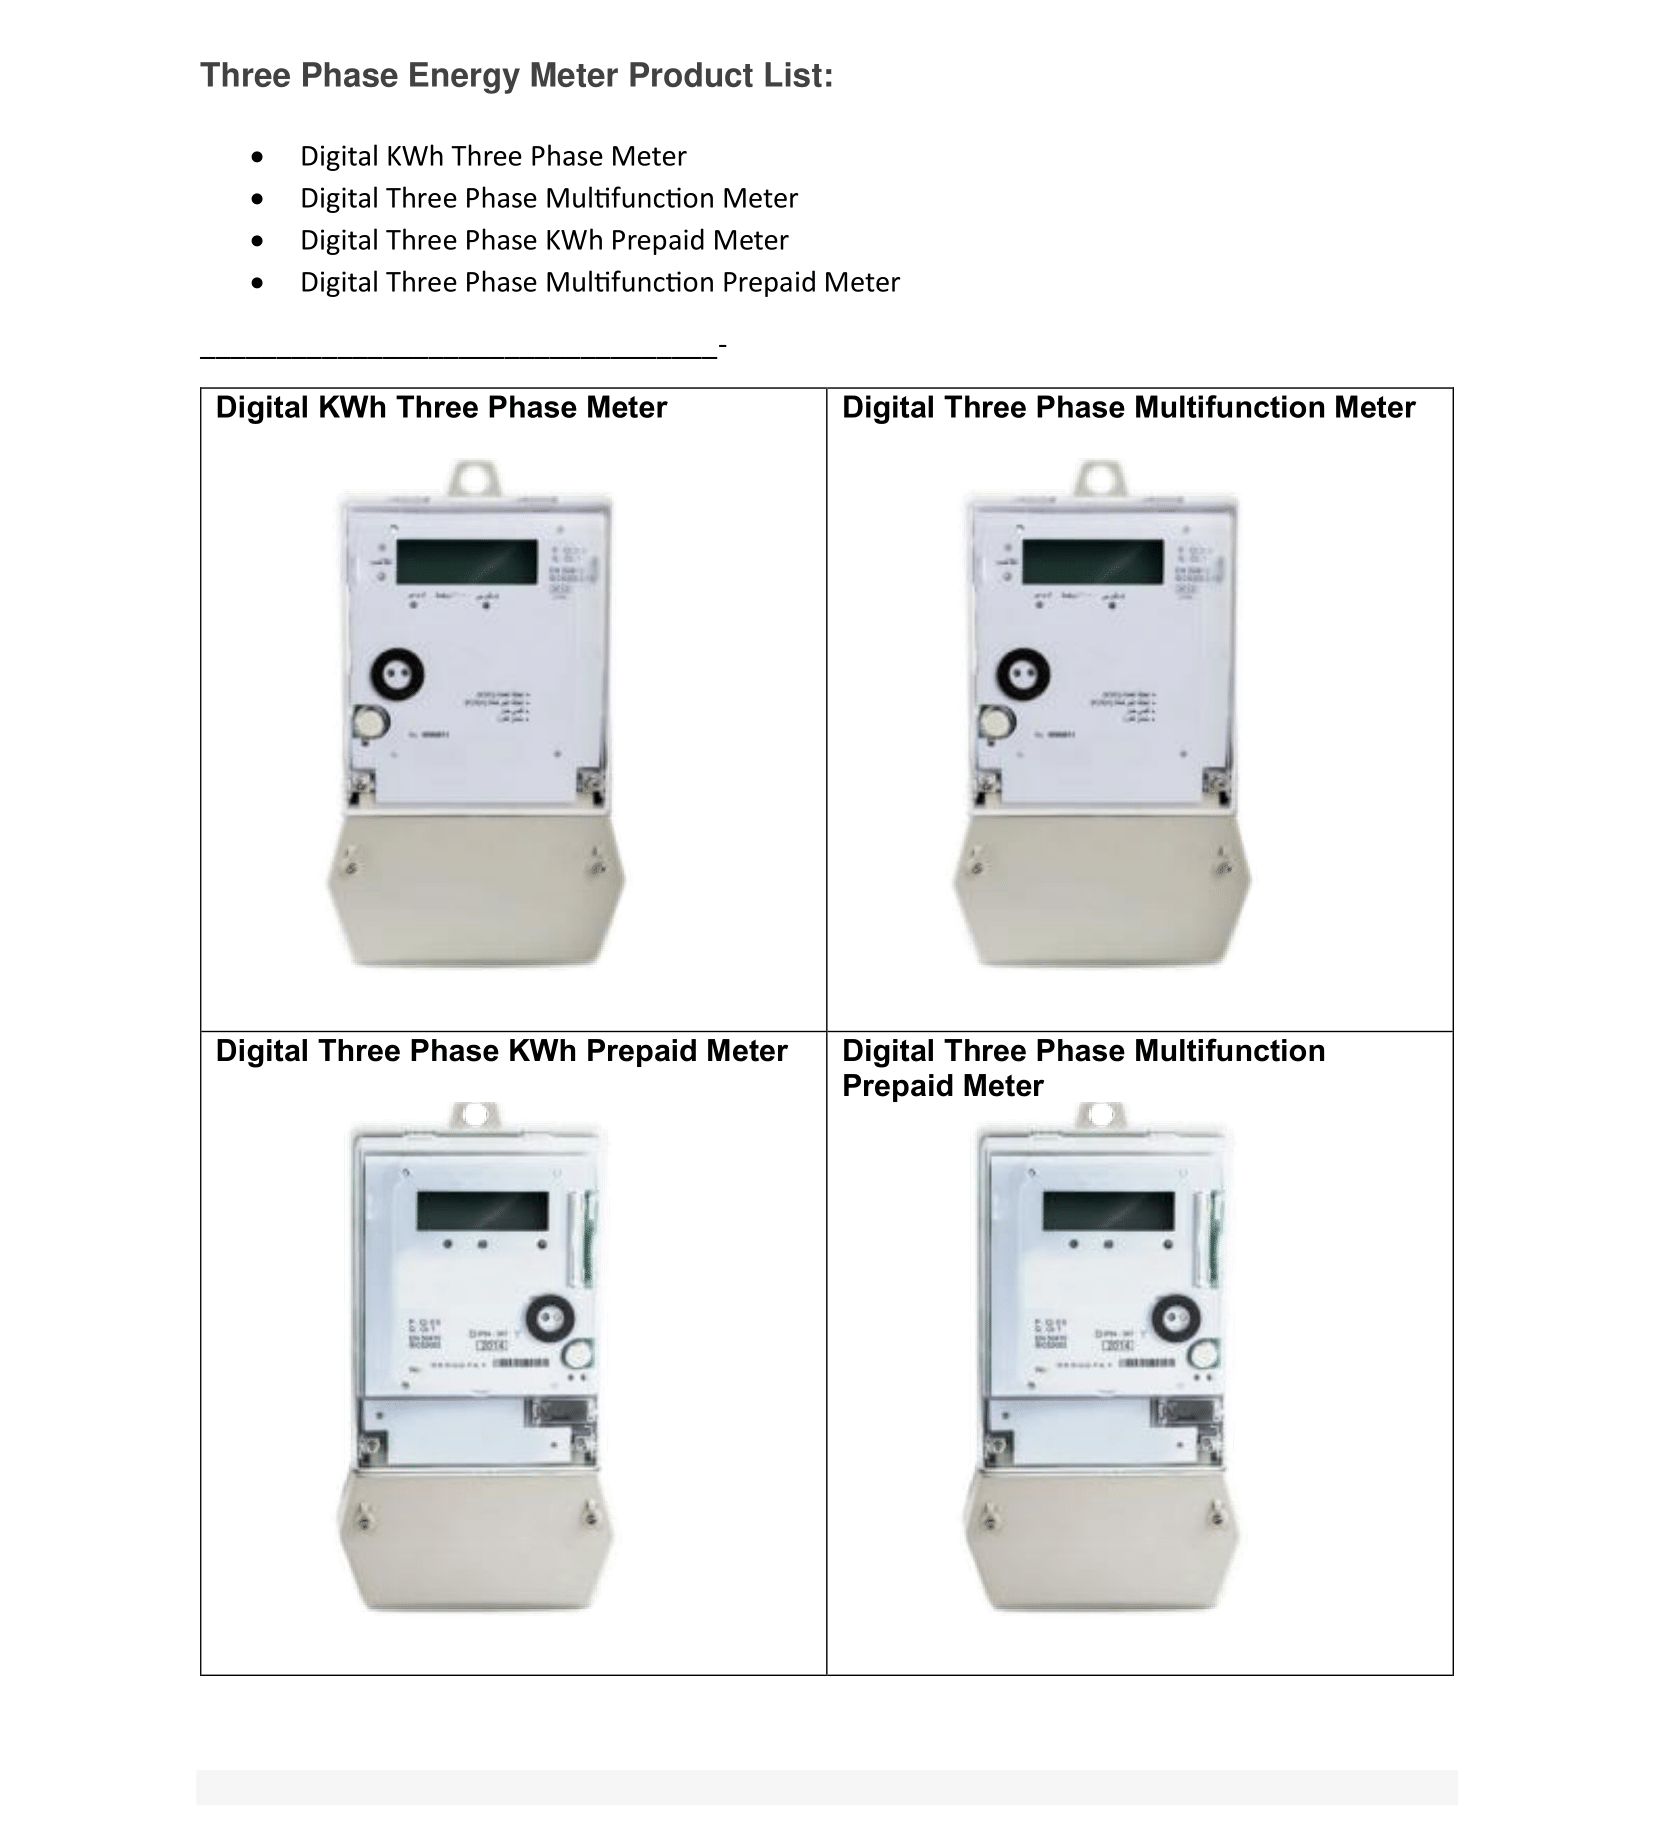 Three Phase Energy Meter Product List:
• Digital KWh Three Phase Meter
• Digital Three Phase Multifunction Meter
• Digital Three Phase KWh Prepaid Meter
• Digital Three Phase Multifunction Prepaid Meter
Digital KWh Three Phase Meter
Digital Three Phase Multifunction Meter
Digital Three Phase KWh Prepaid Meter
2014
Digital Three Phase Multifunction
Prepaid Meter
2014